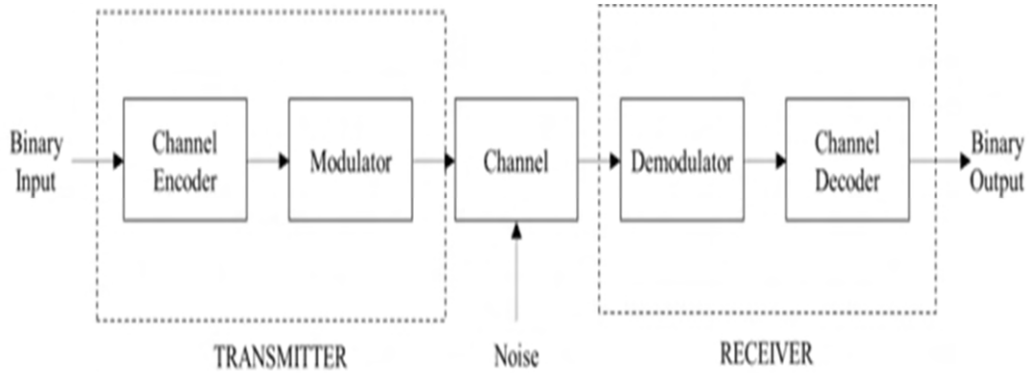 Binary
Input
Channel
Encoder
Modulator
Channel
Demodulator
Channel
Decoder
Binary
Output
TRANSMITTER
Noise
RECEIVER